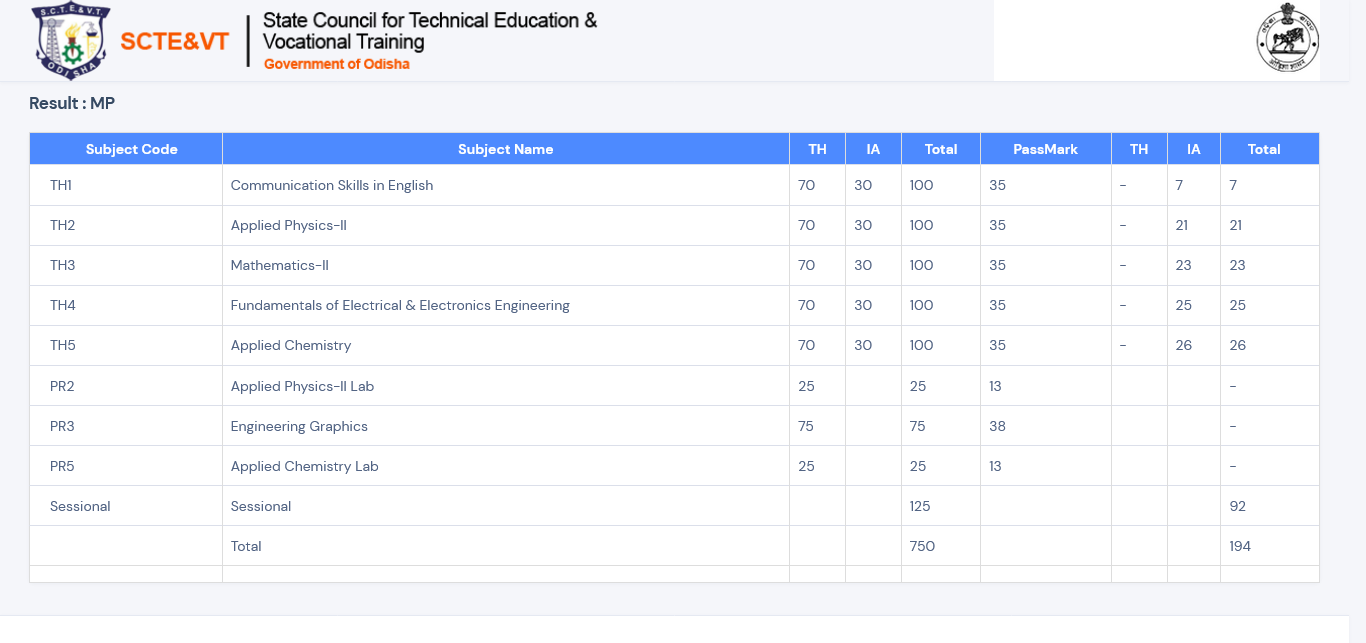 S.C.T.E.&V.T.
ODISHA
SCTE&VT
State Council for Technical Education &
Vocational Training
Government of Odisha
Result : MP
Subject Code Subject Name TH IA Total PassMark TH IA Total
TH1 Communication Skills in English 70 30 100 35 - 7 7
TH2 Applied Physics-II 70 30 100 35 - 21 21
TH3 Mathematics-II 70 30 100 35 - 23 23
TH4 Fundamentals of Electrical & Electronics Engineering 70 30 100 35 - 25 25
TH5 Applied Chemistry 70 30 100 35 - 26 26
PR2 Applied Physics-II Lab 25 25 13 -
PR3 Engineering Graphics 75 75 38 -
PR5 Applied Chemistry Lab 25 25 13 -
Sessional Sessional 125 92
Total 750 194